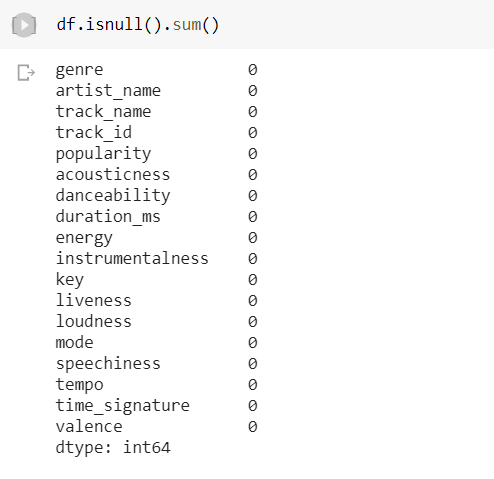 df.isnull().sum()
genre 0
artist_name 0
track_name 0
track_id 0
popularity 0
acousticness 0
danceability 0
duration_ms 0
energy 0
instrumentalness 0
key 0
liveness 0
loudness 0
mode 0
speechiness 0
tempo 0
time_signature 0
valence 0
dtype: int64